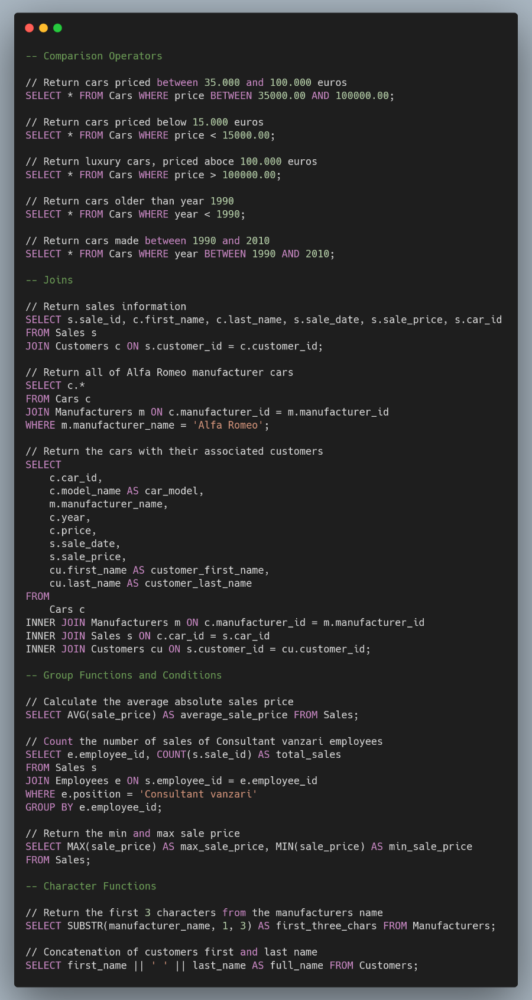 -- Comparison Operators
// Return cars priced between 35.000 and 100.000 euros
SELECT * FROM Cars WHERE price BETWEEN 35000.00 AND 100000.00;
// Return cars priced below 15.000 euros
SELECT * FROM Cars WHERE price < 15000.00;
// Return luxury cars, priced aboce 100.000 euros
SELECT * FROM Cars WHERE price > 100000.00;
// Return cars older than year 1990
SELECT * FROM Cars WHERE year < 1990;
// Return cars made between 1990 and 2010
SELECT * FROM Cars WHERE year BETWEEN 1990 AND 2010;
-- Joins
// Return sales information
SELECT s.sale_id, c.first_name, c.last_name, s.sale_date, s.sale_price, s.car_id
FROM Sales s
JOIN Customers c ON s.customer_id = c.customer_id;
// Return all of Alfa Romeo manufacturer cars
SELECT c.*
FROM Cars c
JOIN Manufacturers m ON c.manufacturer_id = m.manufacturer_id
WHERE m.manufacturer_name = 'Alfa Romeo';
// Return the cars with their associated customers
SELECT
    c.car_id,
    c.model_name AS car_model,
    m.manufacturer_name,
    c.year,
    c.price,
    s.sale_date,
    s.sale_price,
    cu.first_name AS customer_first_name,
    cu.last_name AS customer_last_name
FROM
    Cars c
INNER JOIN Manufacturers m ON c.manufacturer_id = m.manufacturer_id
INNER JOIN Sales s ON c.car_id = s.car_id
INNER JOIN Customers cu ON s.customer_id = cu.customer_id;
-- Group Functions and Conditions
// Calculate the average absolute sales price
SELECT AVG(sale_price) AS average_sale_price FROM Sales;
// Count the number of sales of Consultant vanzari employees
SELECT e.employee_id, COUNT(s.sale_id) AS total_sales
FROM Sales s
JOIN Employees e ON s.employee_id = e.employee_id
WHERE e.position = 'Consultant vanzari'
GROUP BY e.employee_id;
// Return the min and max sale price
SELECT MAX(sale_price) AS max_sale_price, MIN(sale_price) AS min_sale_price
FROM Sales;
-- Character Functions
// Return the first 3 characters from the manufacturers name
SELECT SUBSTR(manufacturer_name, 1, 3) AS first_three_chars FROM Manufacturers;
// Concatenation of customers first and last name
SELECT first_name || ' ' || last_name AS full_name FROM Customers;